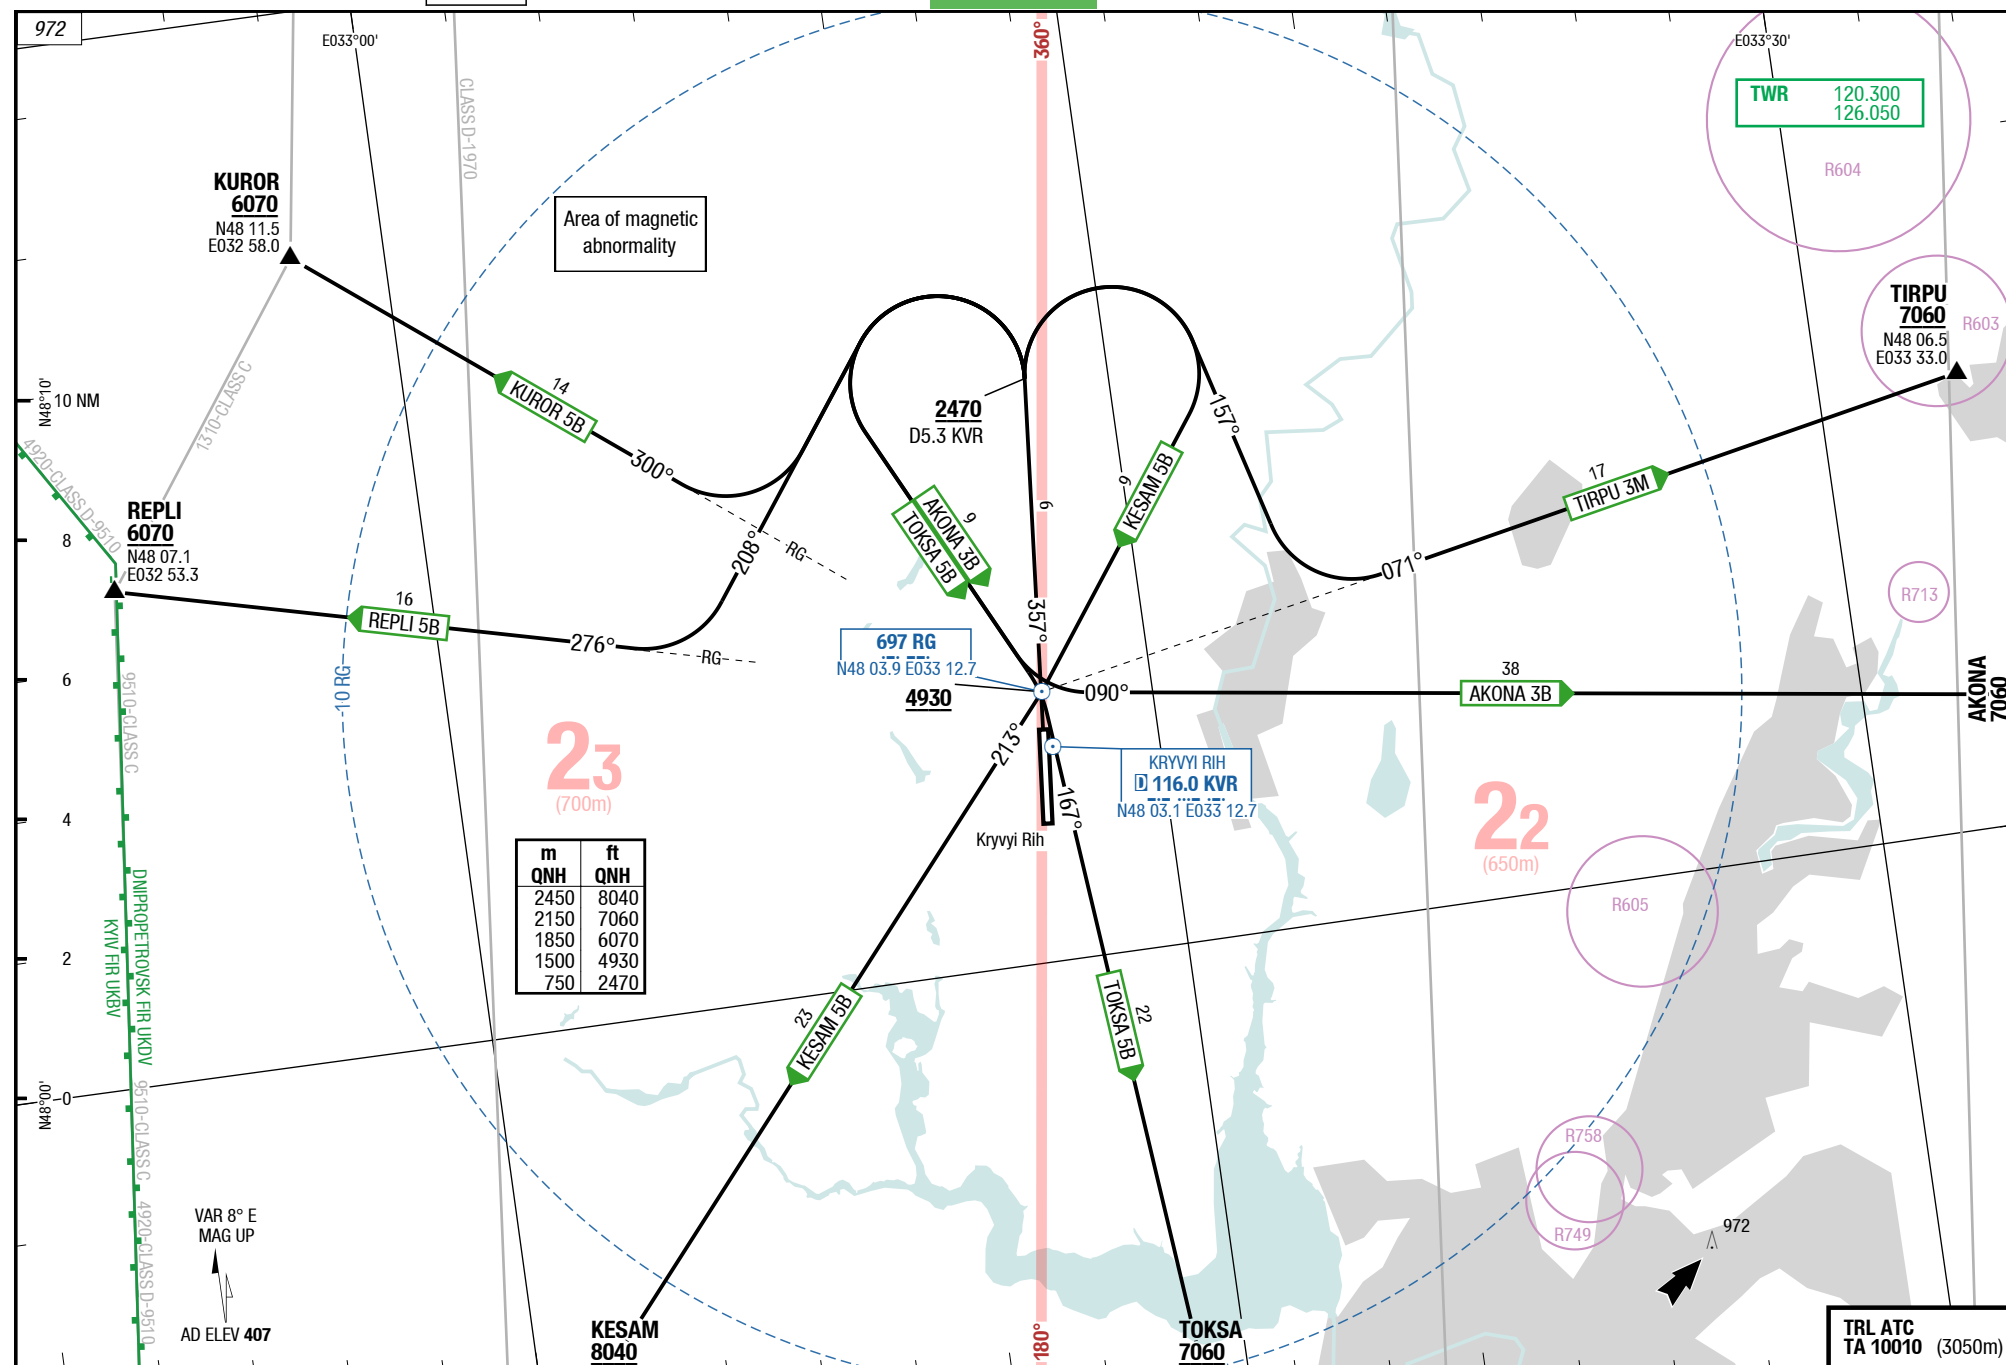 972
E033°00'
360°
E033°30'
CLASS D-1970
TWR 120.300
126.050
R604
KUROR
6070
N48 11.5
E032 58.0
Area of magnetic
abnormality
TIRPU
7060
N48 06.5
E033 33.0
R603
N48°10'
10 NM
1310-CLASS C
14
KUROR 5B
300°
2470
D5.3 KVR
157°
9
KESAM 5B
17
TIRPU 3M
071°
4920-CLASS D-9510
REPLI
6070
N48 07.1
E032 53.3
8
9
AKONA 3B
TOKSA 5B
6
357°
208°
RG
16
REPLI 5B
276°
RG
R713
10 RG
697 RG
N48 03.9 E033 12.7
4930
090°
38
AKONA 3B
AKONA
7060
6
9510-CLASS C
23
(700m)
213°
KRYVYI RIH
D 116.0 KVR
N48 03.1 E033 12.7
167°
22
(650m)
4
Kryvyi Rih
m ft
QNH QNH
2450 8040
2150 7060
1850 6070
1500 4930
750 2470
R605
DNIPROPETROVSK FIR UKDV
KYIV FIR UKBV
2
23
KESAM 5B
22
TOKSA 5B
N48°00'
0
9510-CLASS C
4920-CLASS D-9510
R758
R749
972
VAR 8° E
MAG UP
AD ELEV 407
KESAM
8040
180°
TOKSA
7060
TRL ATC
TA 10010 (3050m)